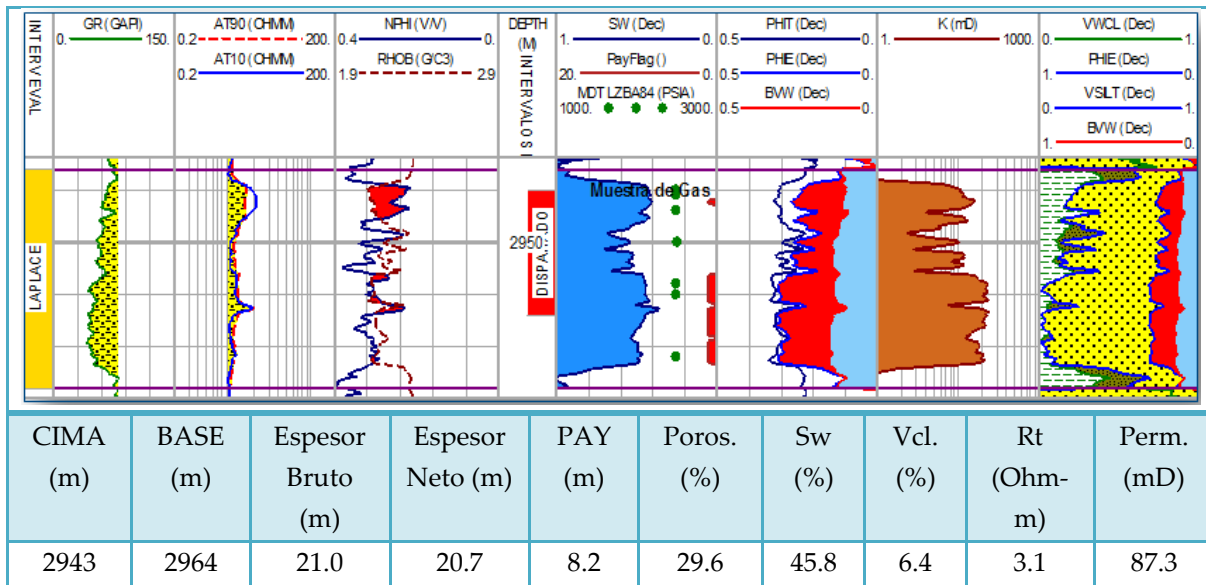 INTERVEVAL
GR (GAPI)
0. 150.
AT90 (OHMM)
0.2 200.
AT10 (OHMM)
0.2 200.
NPHI (V/V)
0.4 0.
RHOB (G/C3)
1.9 2.9
DEPTH
(M)
INTERVALOS
SW (Dec)
1. 0.
PayFlag ()
20. 0.
MDT LZBA84 (PSIA)
1000. 3000.
PHIT (Dec)
0.5 0.
PHIE (Dec)
0.5 0.
BVW (Dec)
0.5 0.
K (mD)
1. 1000.
VWCL (Dec)
0. 1.
PHIE (Dec)
1. 0.
VSILT (Dec)
0. 1.
BVW (Dec)
1. 0.
LAPLACE
2950
Muestra de Gas
CIMA (m) BASE (m) Espesor Bruto (m) Espesor Neto (m) PAY (m) Poros. (%) Sw (%) Vcl. (%) Rt (Ohm-m) Perm. (mD)
2943 2964 21.0 20.7 8.2 29.6 45.8 6.4 3.1 87.3